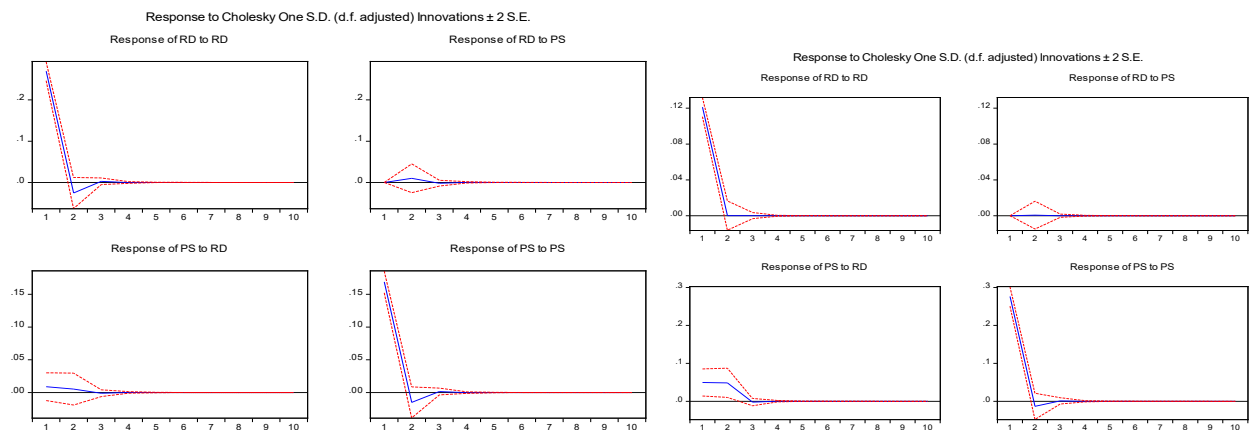 Response to Cholesky One S.D. (d.f. adjusted) Innovations ± 2 S.E.
Response of RD to RD
Response of RD to PS
.2
.1
.0
1 2 3 4 5 6 7 8 9 10
.2
.1
.0
1 2 3 4 5 6 7 8 9 10
Response of PS to RD
Response of PS to PS
.15
.10
.05
.00
1 2 3 4 5 6 7 8 9 10
.15
.10
.05
.00
1 2 3 4 5 6 7 8 9 10
Response to Cholesky One S.D. (d.f. adjusted) Innovations ± 2 S.E.
Response of RD to RD
Response of RD to PS
.12
.08
.04
.00
1 2 3 4 5 6 7 8 9 10
.12
.08
.04
.00
1 2 3 4 5 6 7 8 9 10
Response of PS to RD
Response of PS to PS
.3
.2
.1
.0
1 2 3 4 5 6 7 8 9 10
.3
.2
.1
.0
1 2 3 4 5 6 7 8 9 10